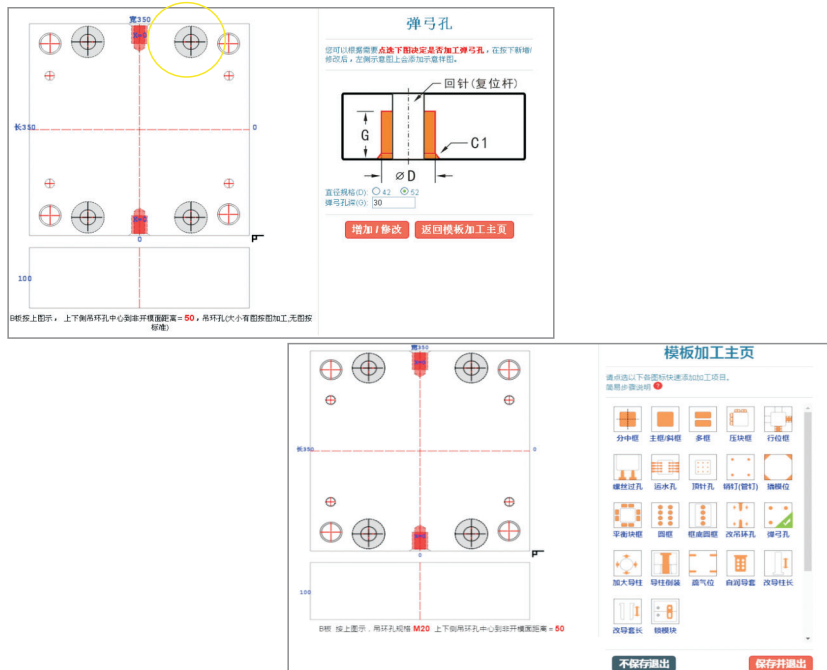 宽350
M=0
长350
0
M=0
0
P
100
B板按上图示， 上下侧吊环孔中心到非开模面距离 = 50，吊环孔(大小有图按图加工,无图按
标准)
弹弓孔
您可以根据需要点选下图决定是否加工弹弓孔，在按下新增/
修改后，左侧示意图上会添加示意样图。
回针(复位杆)
G
C1
⌀D
直径规格(D): 42 52
弹弓孔深(G): 30
增加 / 修改 返回模板加工主页
宽350
长350
0
0
P
100
B板 按上图示，吊环孔规格 M20 上下侧吊环孔中心到非开模面距离 = 50
模板加工主页
请点选以下各图标快速添加加工项目。
简易步骤说明 ?
分中框 主框/斜框 多框 压块框 行位框
螺丝过孔 运水孔 顶针孔 销钉(管钉) 撬模位
平衡块框 圆框 框桌圆框 改吊环孔 弹弓孔
加大导柱 导柱倒装 疏气位 自润导套 改导柱长
改导套长 锁模块
不保存退出 保存并退出